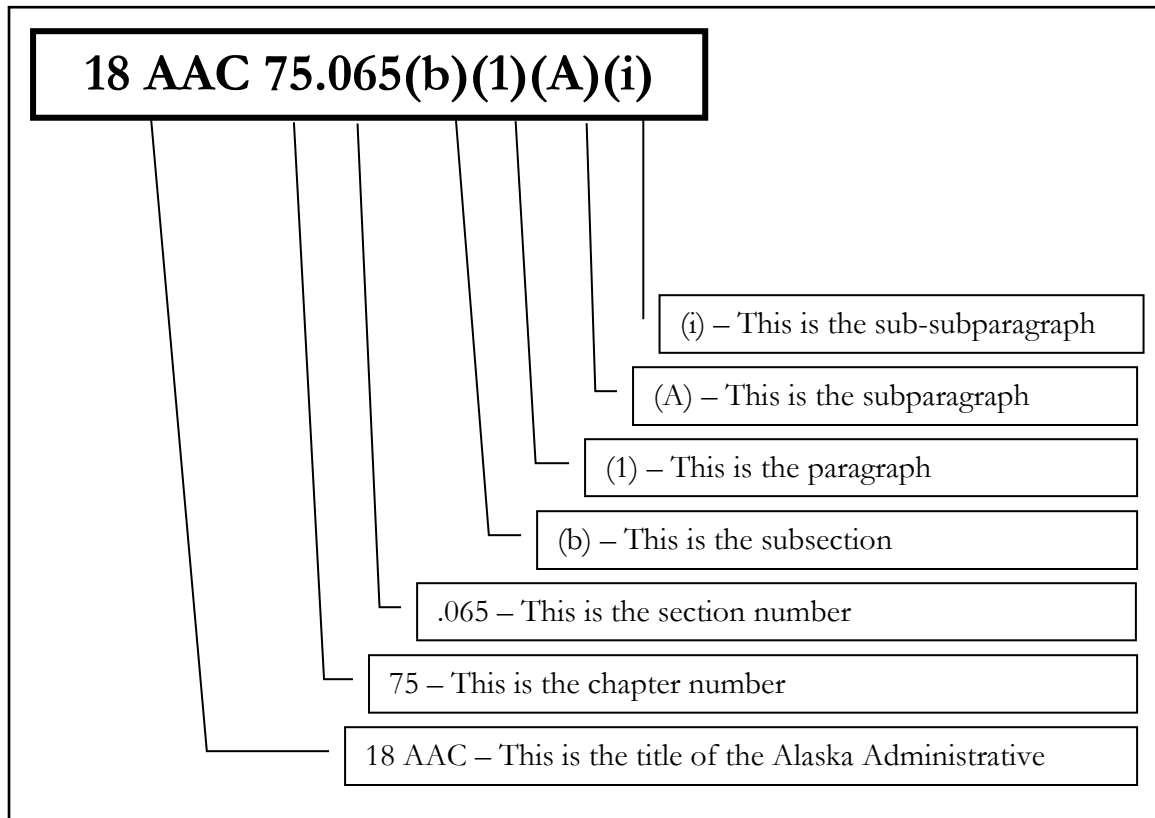 18 AAC 75.065(b)(1)(A)(i)
(i) – This is the sub-subparagraph
(A) – This is the subparagraph
(1) – This is the paragraph
(b) – This is the subsection
.065 – This is the section number
75 – This is the chapter number
18 AAC – This is the title of the Alaska Administrative